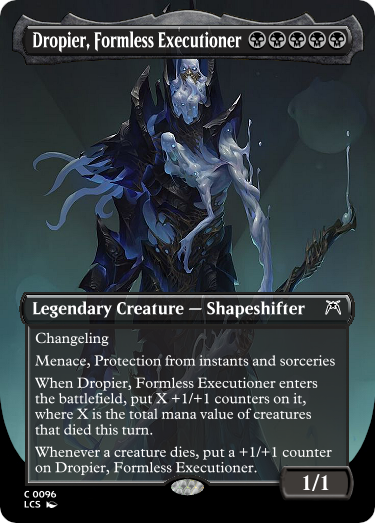 Dropier, Formless Executioner
Legendary Creature — Shapeshifter
Changeling
Menace, Protection from instants and sorceries
When Dropier, Formless Executioner enters
the battlefield, put X +1/+1 counters on it,
where X is the total mana value of creatures
that died this turn.
Whenever a creature dies, put a +1/+1 counter
on Dropier, Formless Executioner.
1/1
C 0096
LCS